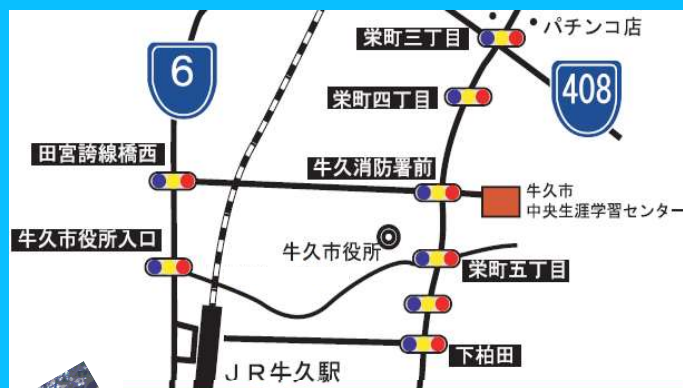 栄町三丁目
パチンコ店
6
栄町四丁目
408
田宮誇線橋西
牛久消防署前
牛久市
中央生涯学習センター
牛久市役所入口
牛久市役所
栄町五丁目
下柏田
JR牛久駅